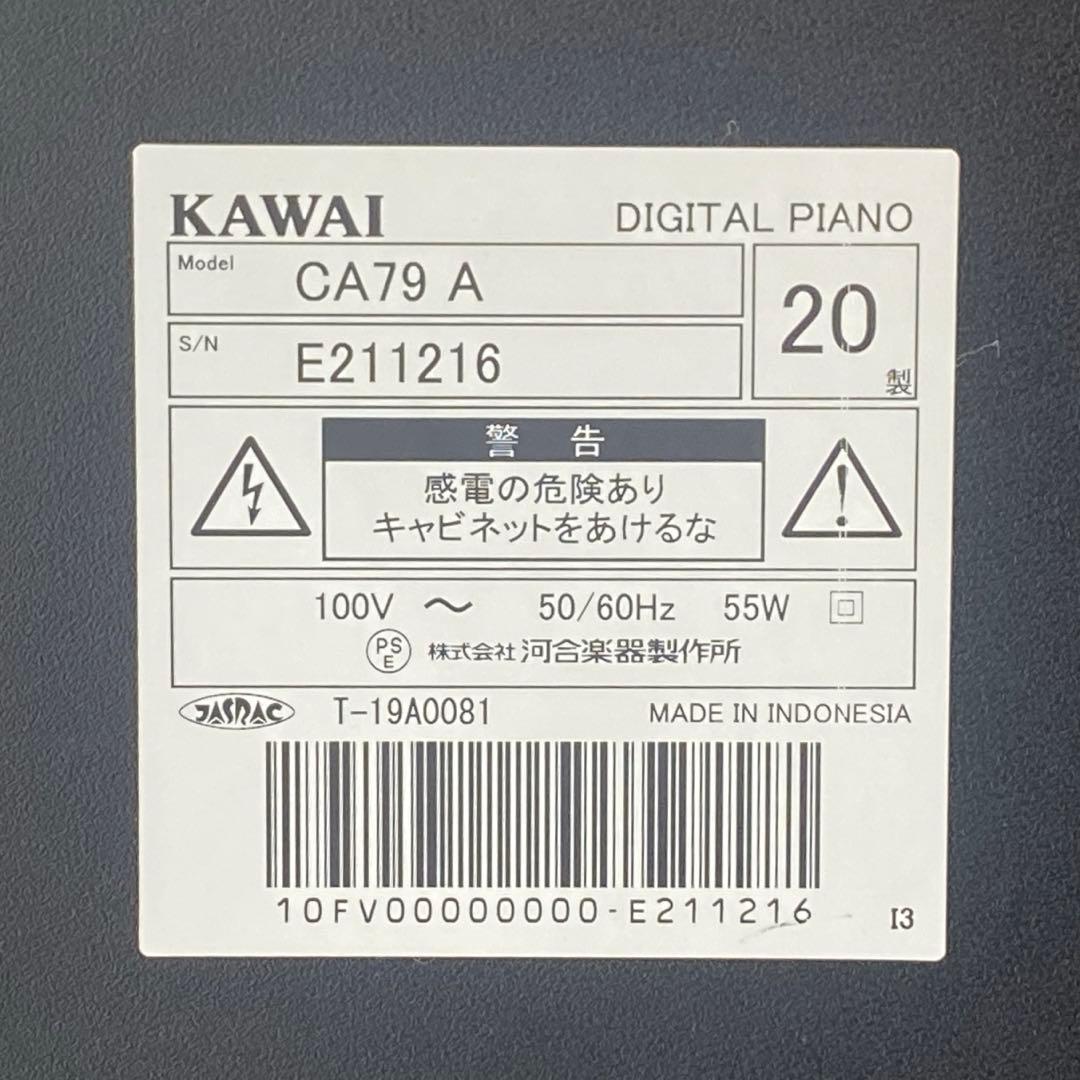 KAWAI DIGITAL PIANO
Model CA79 A
S/N E211216
20製
警 告
感電の危険あり
キャビネットをあけるな
100V 〜 50/60Hz 55W
PSE 株式会社 河合楽器製作所
JASRAC T-19A0081 MADE IN INDONESIA
10FV00000000-E211216
I3